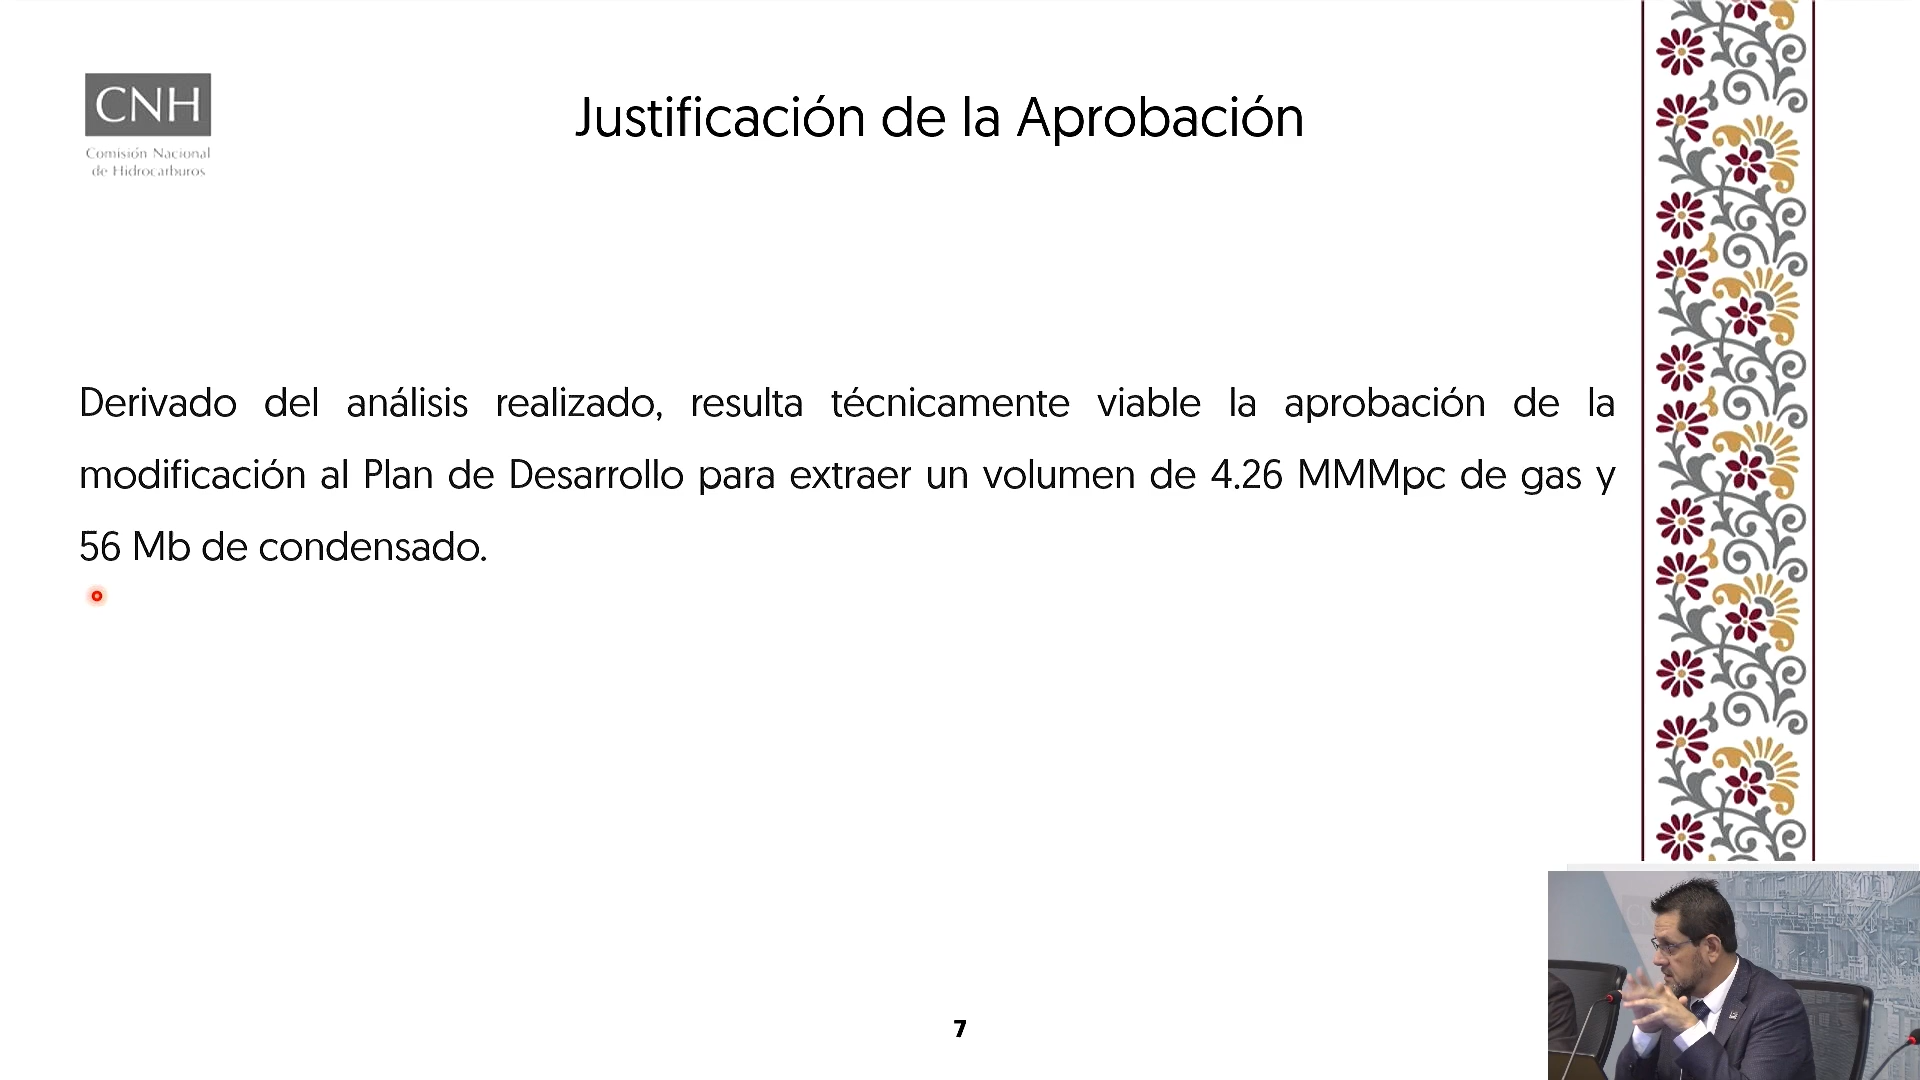 CNH
Comisión Nacional
de Hidrocarburos
Justificación de la Aprobación
Derivado del análisis realizado, resulta técnicamente viable la aprobación de la
modificación al Plan de Desarrollo para extraer un volumen de 4.26 MMMpc de gas y
56 Mb de condensado.
7